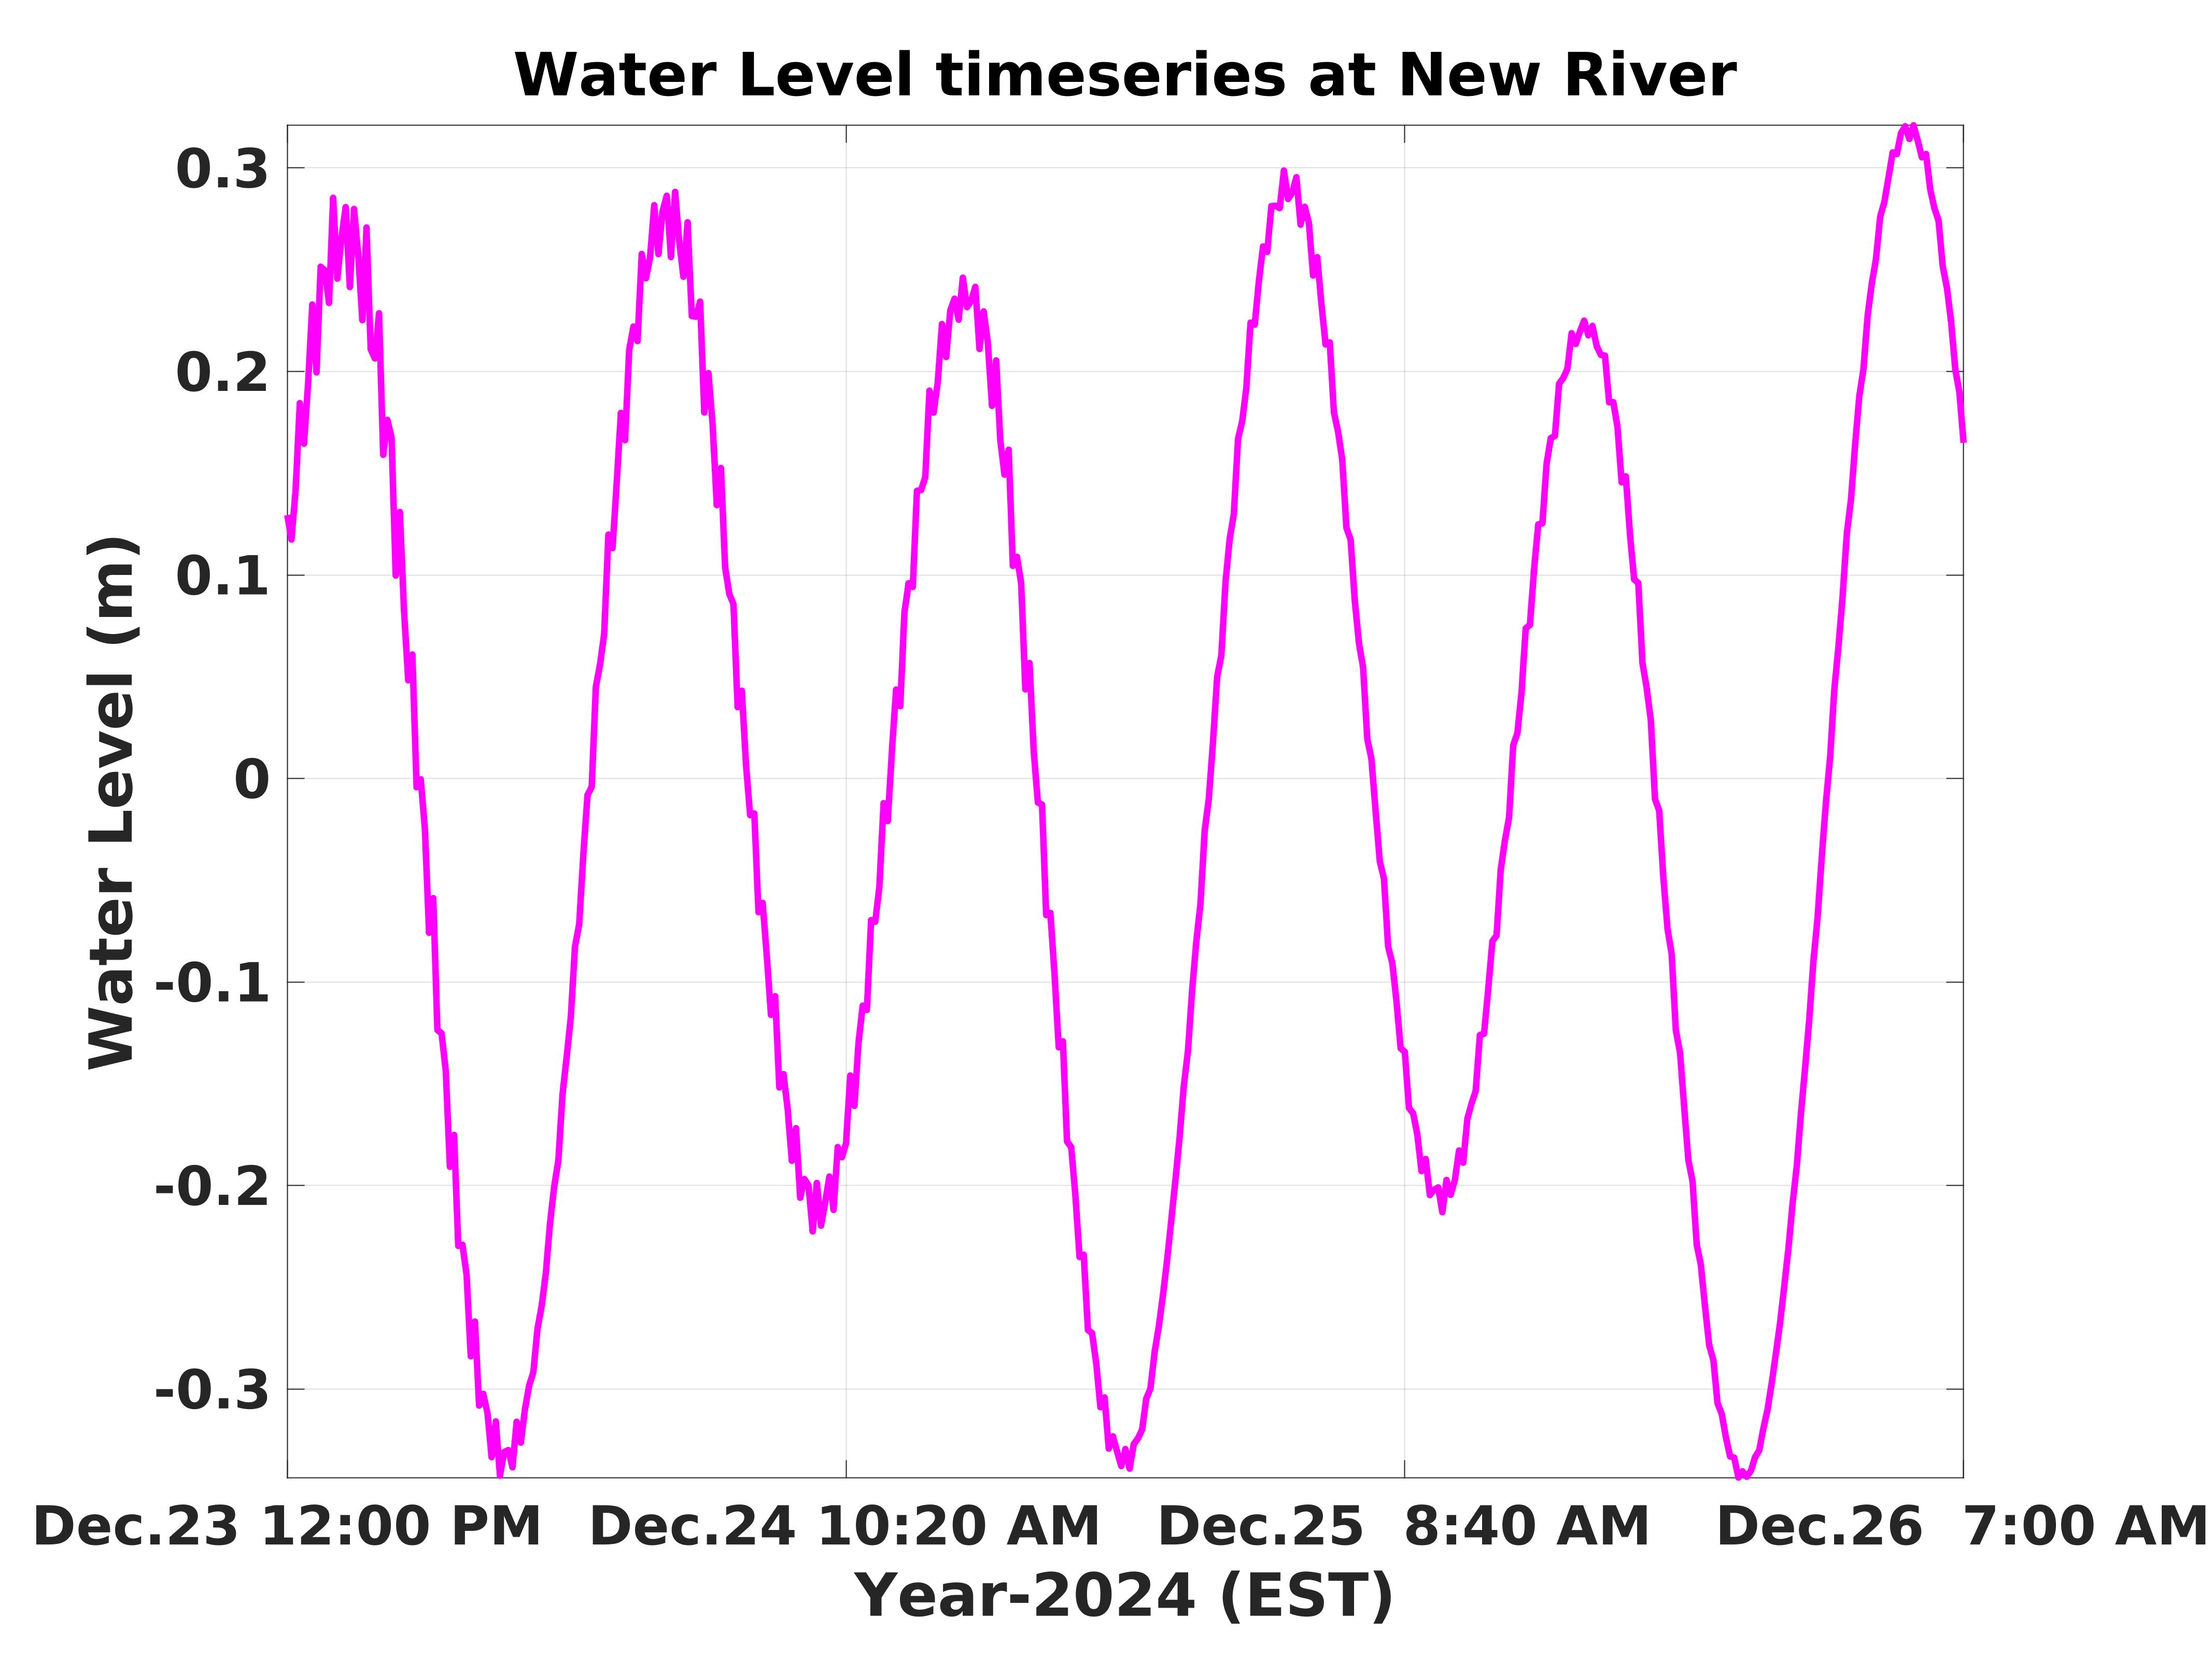 Water Level timeseries at New River
Water Level (m)
0.3
0.2
0.1
0
-0.1
-0.2
-0.3
Dec.23 12:00 PM Dec.24 10:20 AM Dec.25 8:40 AM Dec.26 7:00 AM
Year-2024 (EST)